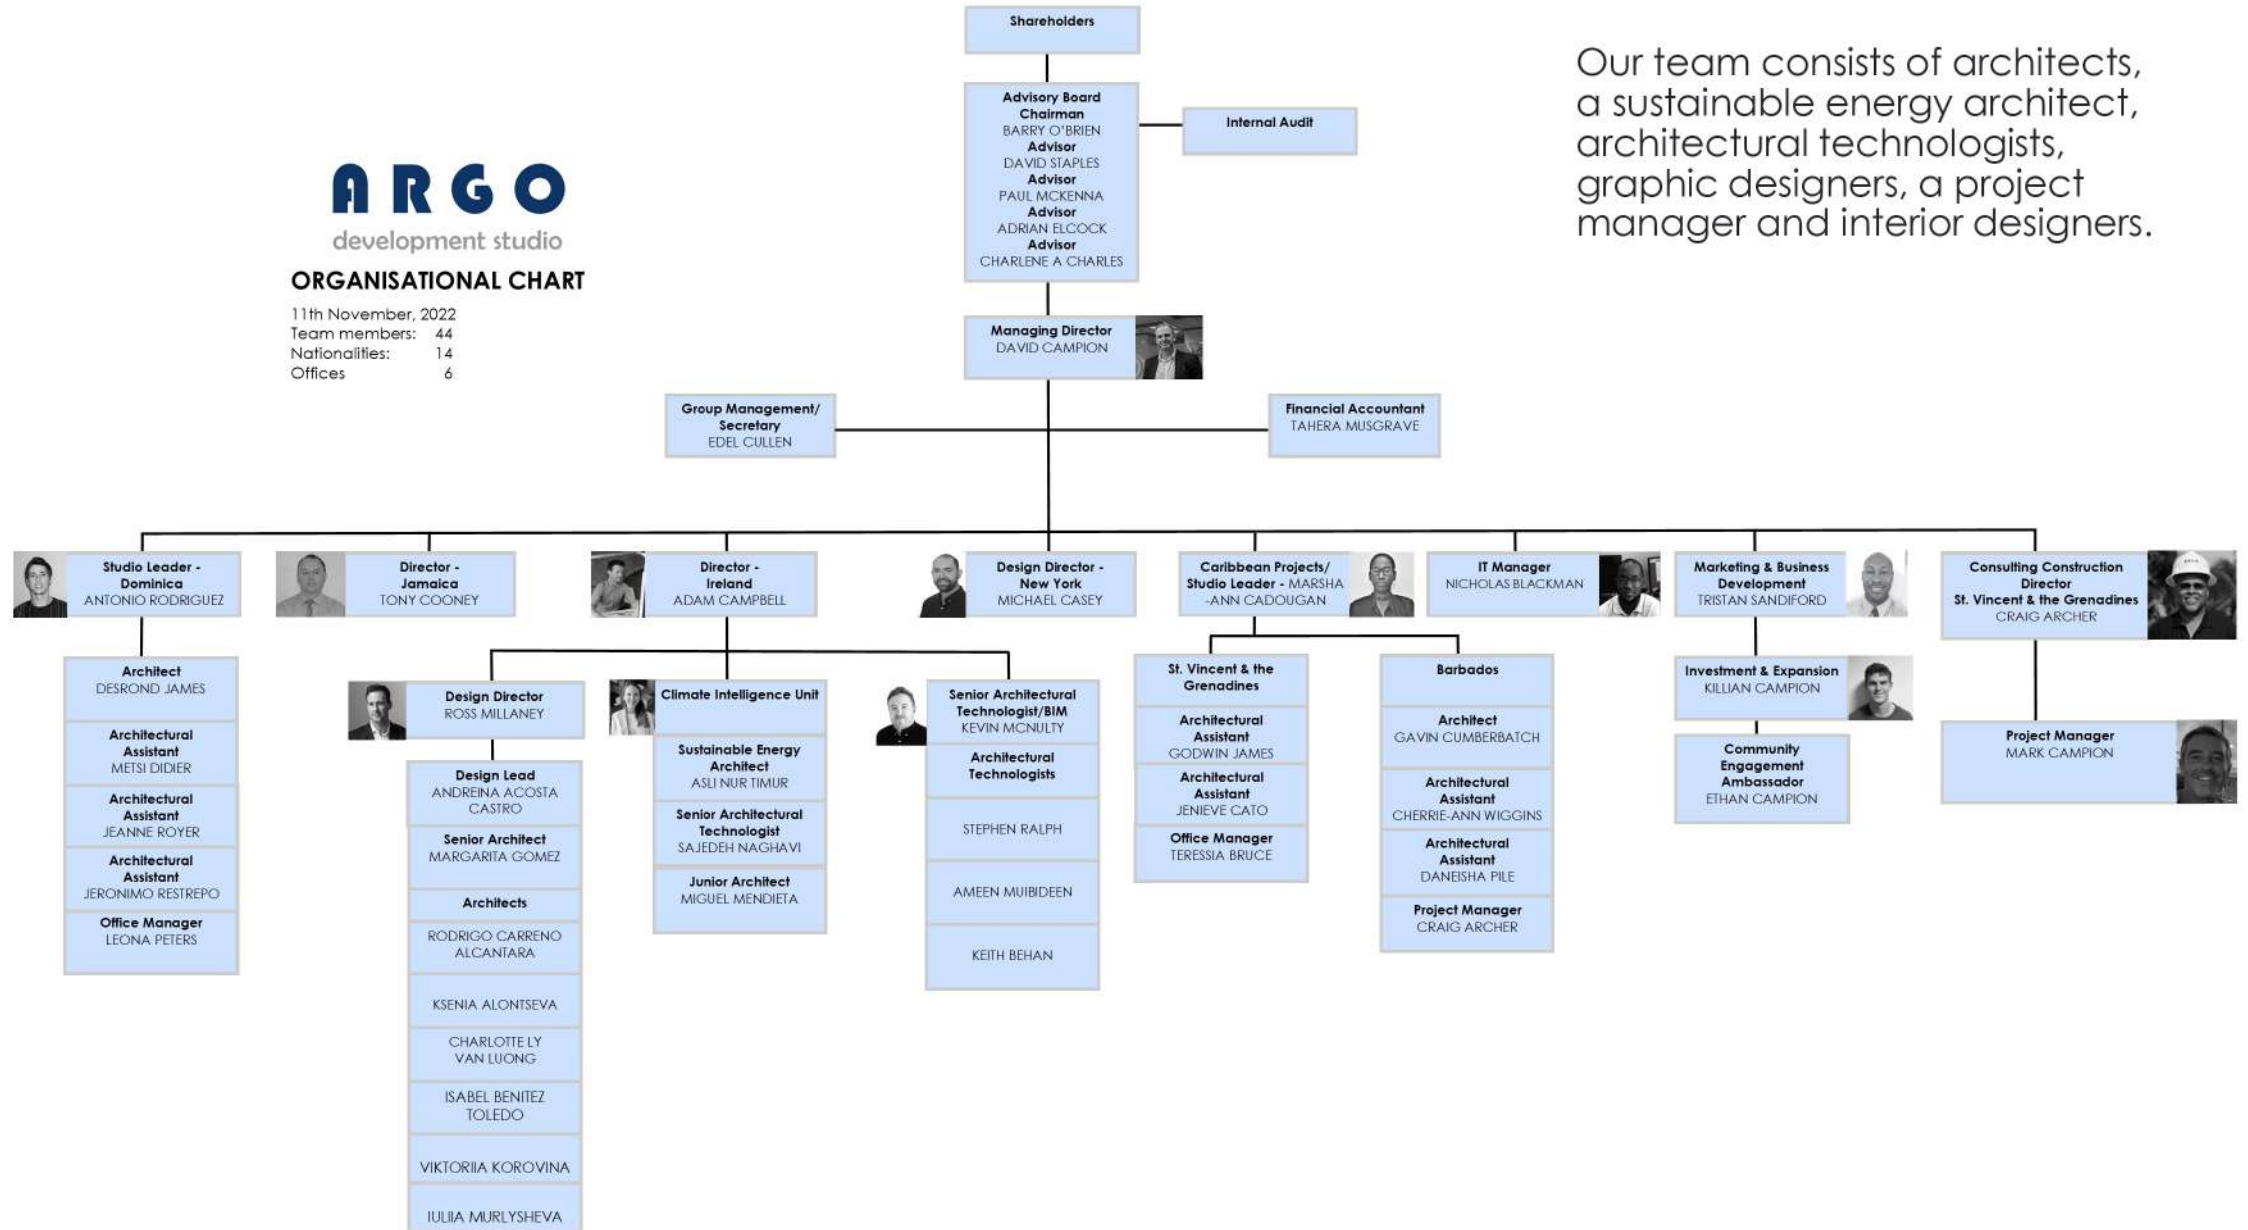 Shareholders
Our team consists of architects,
a sustainable energy architect,
architectural technologists,
graphic designers, a project
manager and interior designers.
Advisory Board
Chairman
BARRY O'BRIEN
Advisor
DAVID STAPLES
Advisor
PAUL MCKENNA
Advisor
ADRIAN ELCOCK
Advisor
CHARLENE A CHARLES
Internal Audit
ARGO
development studio
ORGANISATIONAL CHART
11th November, 2022
Team members: 44
Nationalities: 14
Offices 6
Managing Director
DAVID CAMPION
Group Management/
Secretary
EDEL CULLEN
Financial Accountant
TAHERA MUSGRAVE
Studio Leader -
Dominica
ANTONIO RODRIGUEZ
Director -
Jamaica
TONY COONEY
Director -
Ireland
ADAM CAMPBELL
Design Director -
New York
MICHAEL CASEY
Caribbean Projects/
Studio Leader - MARSHA
-ANN CADOUGAN
IT Manager
NICHOLAS BLACKMAN
Marketing & Business
Development
TRISTAN SANDIFORD
Consulting Construction
Director
St. Vincent & the Grenadines
CRAIG ARCHER
Architect
DESROND JAMES
Architectural
Assistant
METSI DIDIER
Architectural
Assistant
JEANNE ROYER
Architectural
Assistant
JERONIMO RESTREPO
Office Manager
LEONA PETERS
Design Director
ROSS MILLANEY
Design Lead
ANDREINA ACOSTA
CASTRO
Senior Architect
MARGARITA GOMEZ
Architects
RODRIGO CARRENO
ALCANTARA
KSENIA ALONTSEVA
CHARLOTTE LY
VAN LUONG
ISABEL BENITEZ
TOLEDO
VIKTORIIA KOROVINA
IULIIA MURLYSHEVA
Climate Intelligence Unit
Sustainable Energy
Architect
ASLI NUR TIMUR
Senior Architectural
Technologist
SAJEDEH NAGHAVI
Junior Architect
MIGUEL MENDIETA
Senior Architectural
Technologist/BIM
KEVIN MCNULTY
Architectural
Technologists
STEPHEN RALPH
AMEEN MUIBIDEEN
KEITH BEHAN
St. Vincent & the
Grenadines
Architectural
Assistant
GODWIN JAMES
Architectural
Assistant
JENIEVE CATO
Office Manager
TERESSIA BRUCE
Barbados
Architect
GAVIN CUMBERBATCH
Architectural
Assistant
CHERRIE-ANN WIGGINS
Architectural
Assistant
DANEISHA PILE
Project Manager
CRAIG ARCHER
Investment & Expansion
KILLIAN CAMPION
Community
Engagement
Ambassador
ETHAN CAMPION
Project Manager
MARK CAMPION